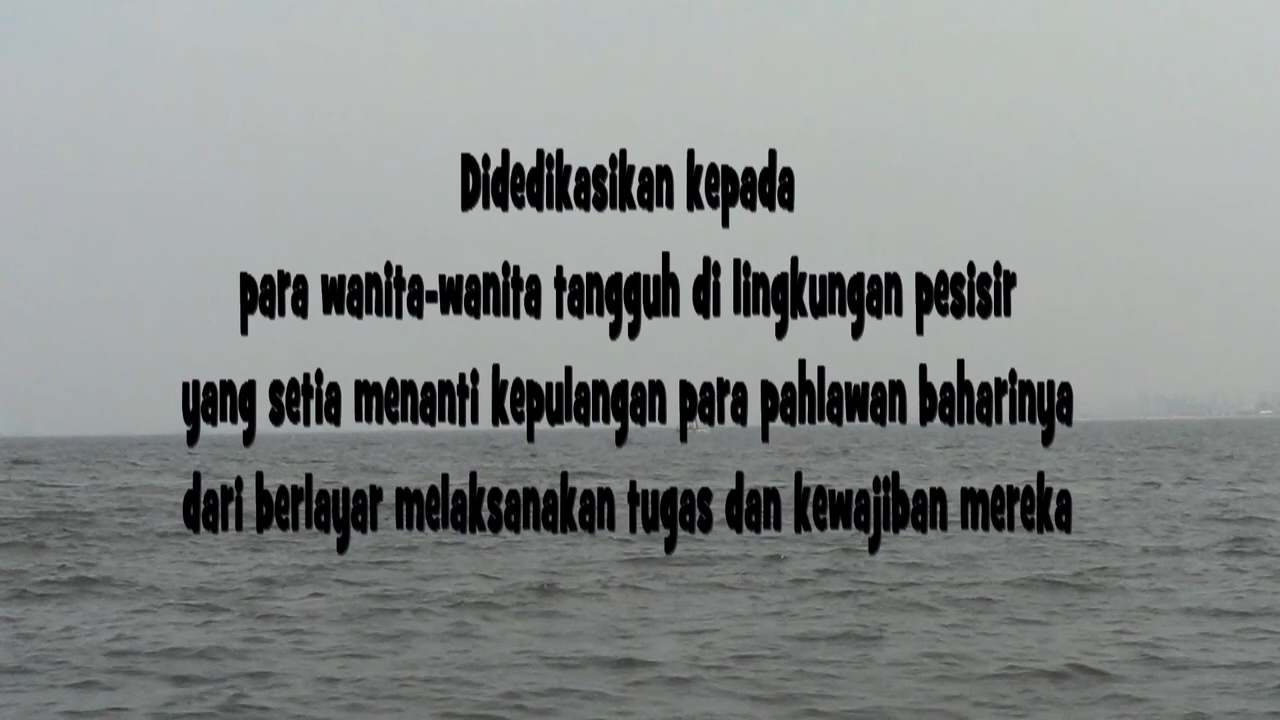 Didedikasikan kepada
para wanita-wanita tangguh di lingkungan pesisir
yang setia menanti kepulangan para pahlawan baharinya
dari berlayar melaksanakan tugas dan kewajiban mereka